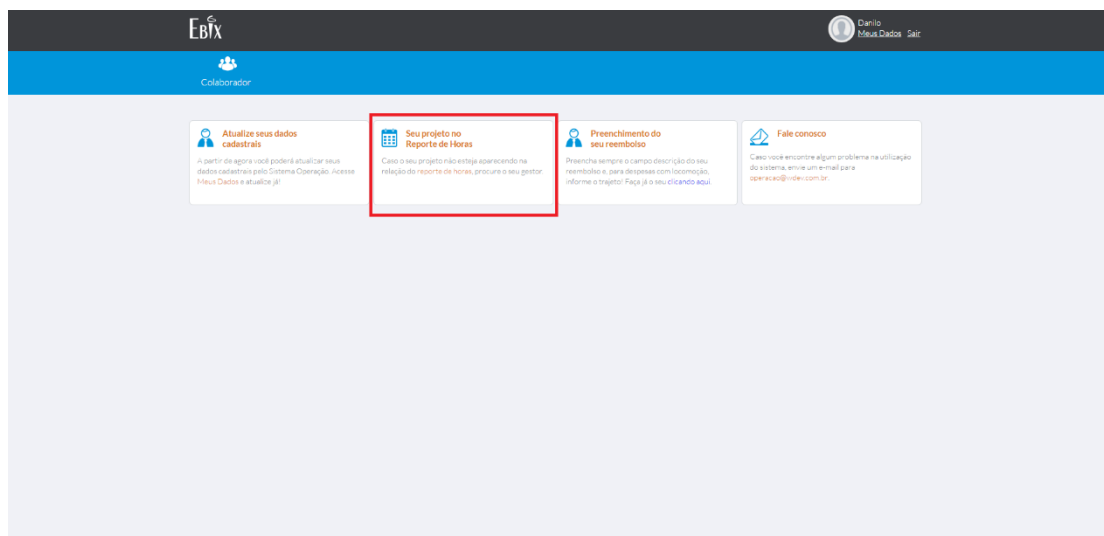 EBIX
Danilo
Meus Dados Sair
Colaborador
Atualize seus dados
cadastrais
A partir de agora você poderá atualizar seus
dados cadastrais pelo Sistema Operação. Acesse
Meus Dados e atualize já!
Seu projeto no
Reporte de Horas
Caso o seu projeto não esteja aparecendo na
relação do reporte de horas, procure o seu gestor.
Preenchimento do
seu reembolso
Preencha sempre o campo descrição do seu
reembolso e, para despesas com locomoção,
informe o trajeto! Faça já o seu clicando aqui.
Fale conosco
Caso você encontre algum problema na utilização
do sistema, envie um e-mail para
operacao@wdev.com.br.